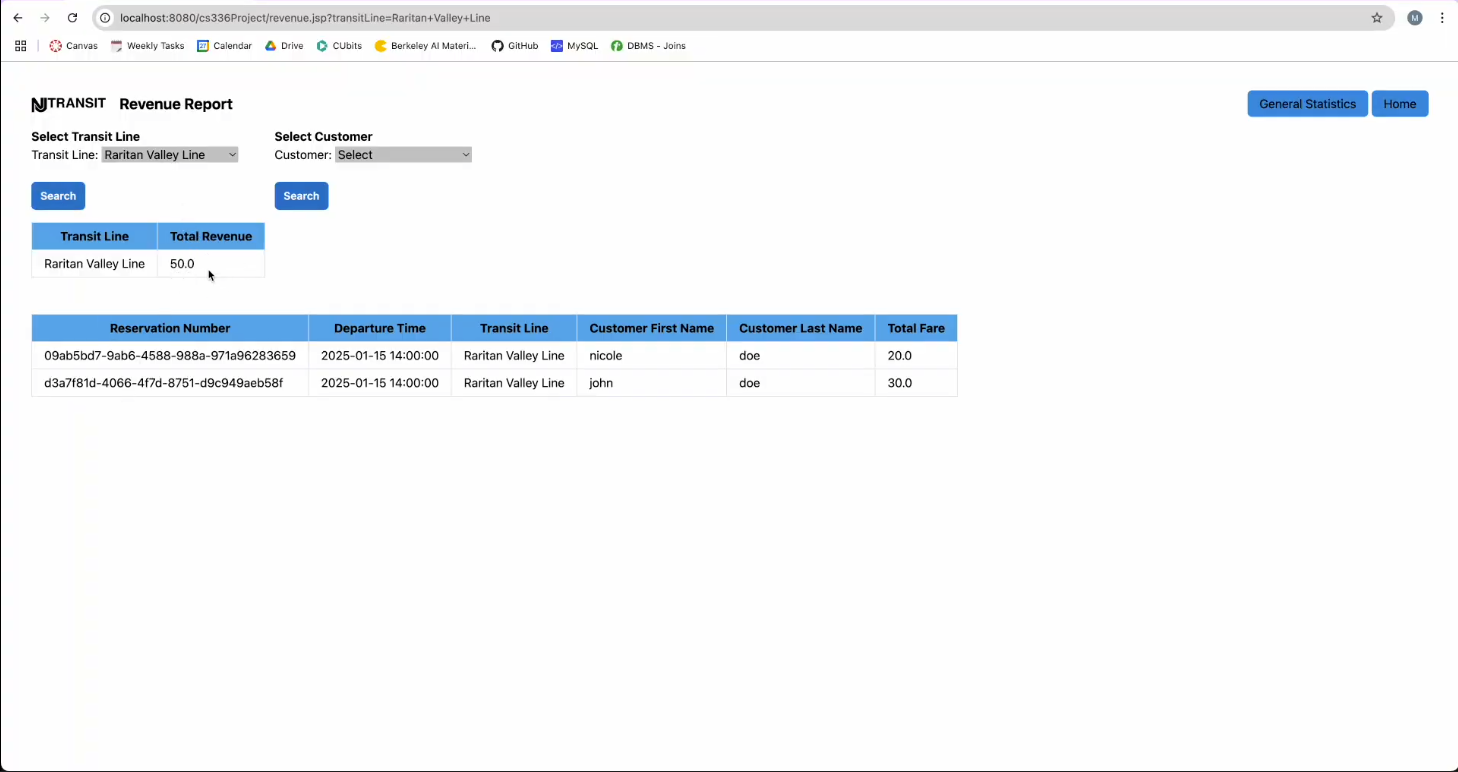 localhost:8080/cs336Project/revenue.jsp?transitLine=Raritan+Valley+Line M
Canvas Weekly Tasks 27 Calendar Drive CUbits Berkeley AI Materi... GitHub MySQL DBMS - Joins
NJ TRANSIT Revenue Report General Statistics Home
Select Transit Line Select Customer
Transit Line: Raritan Valley Line Customer: Select
Search Search
Transit Line Total Revenue
Raritan Valley Line 50.0
Reservation Number Departure Time Transit Line Customer First Name Customer Last Name Total Fare
09ab5bd7-9ab6-4588-988a-971a96283659 2025-01-15 14:00:00 Raritan Valley Line nicole doe 20.0
d3a7f81d-4066-4f7d-8751-d9c949aeb58f 2025-01-15 14:00:00 Raritan Valley Line john doe 30.0